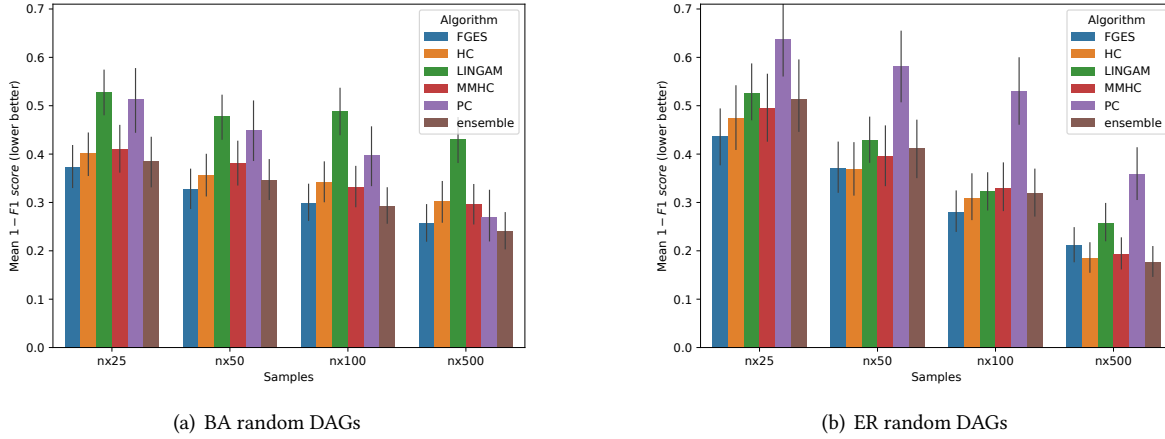 0.7
0.6
0.5
0.4
0.3
0.2
0.1
0.0
Mean 1 − F1 score (lower better)
nx25 nx50 nx100 nx500
Samples
Algorithm
FGES
HC
LINGAM
MMHC
PC
ensemble
(a) BA random DAGs
0.7
0.6
0.5
0.4
0.3
0.2
0.1
0.0
Mean 1 − F1 score (lower better)
nx25 nx50 nx100 nx500
Samples
Algorithm
FGES
HC
LINGAM
MMHC
PC
ensemble
(b) ER random DAGs